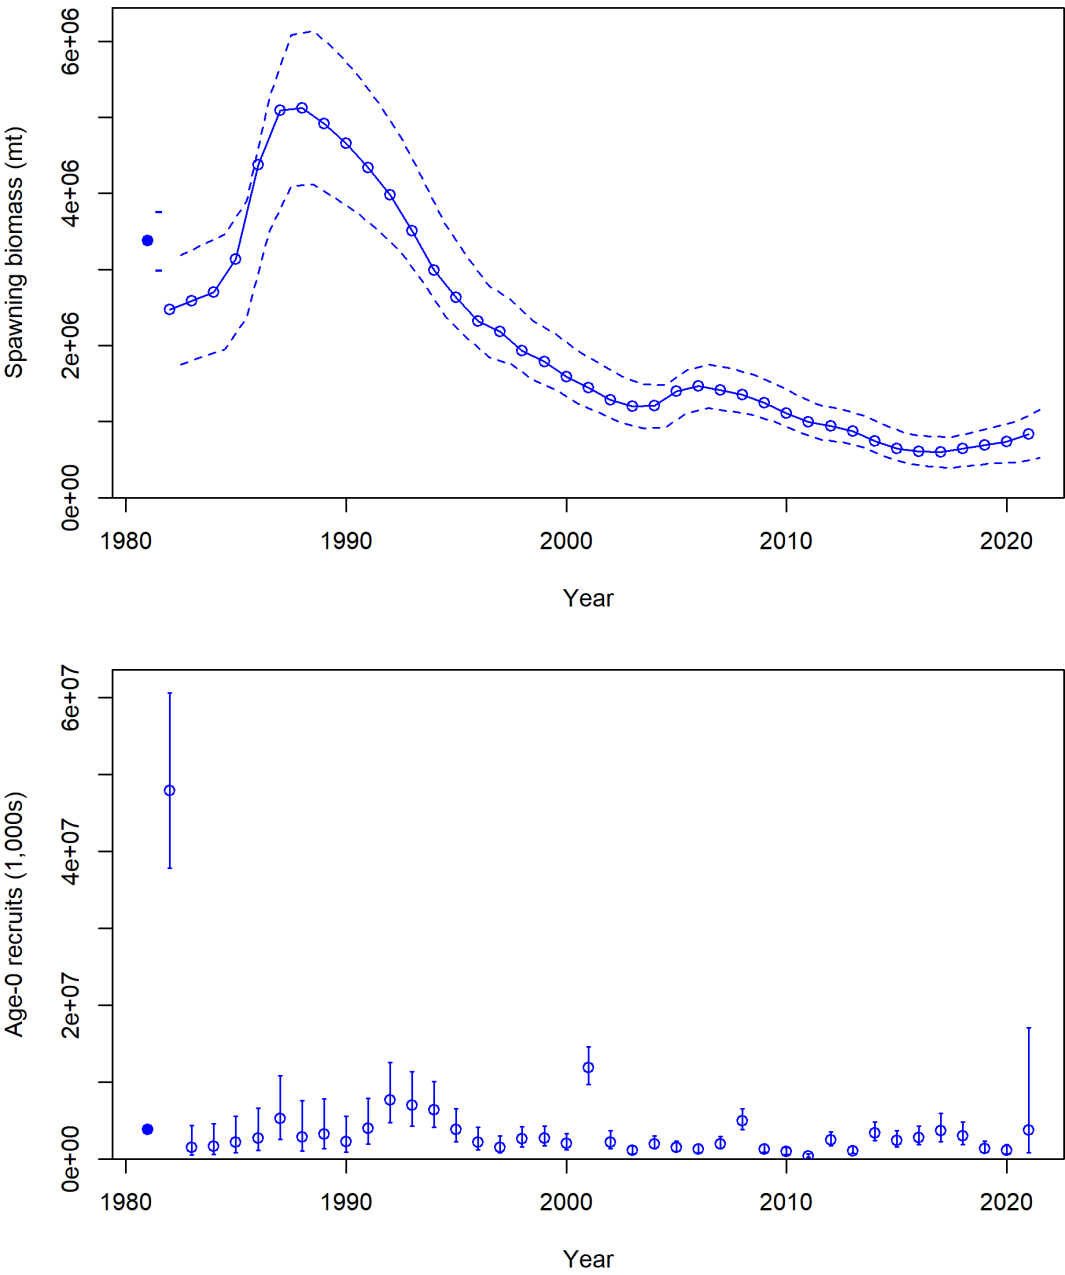 Spawning biomass (mt)
6e+06
4e+06
2e+06
0e+00
1980 1990 2000 2010 2020
Year
Age-0 recruits (1,000s)
6e+07
4e+07
2e+07
0e+00
1980 1990 2000 2010 2020
Year